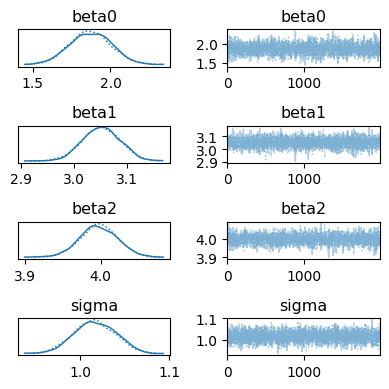 beta0 beta0
2.0
1.5
1.5 2.0 0 1000
beta1 beta1
3.1
3.0
2.9
2.9 3.0 3.1 0 1000
beta2 beta2
4.0
3.9
3.9 4.0 0 1000
sigma sigma
1.1
1.0
1.0 1.1 0 1000